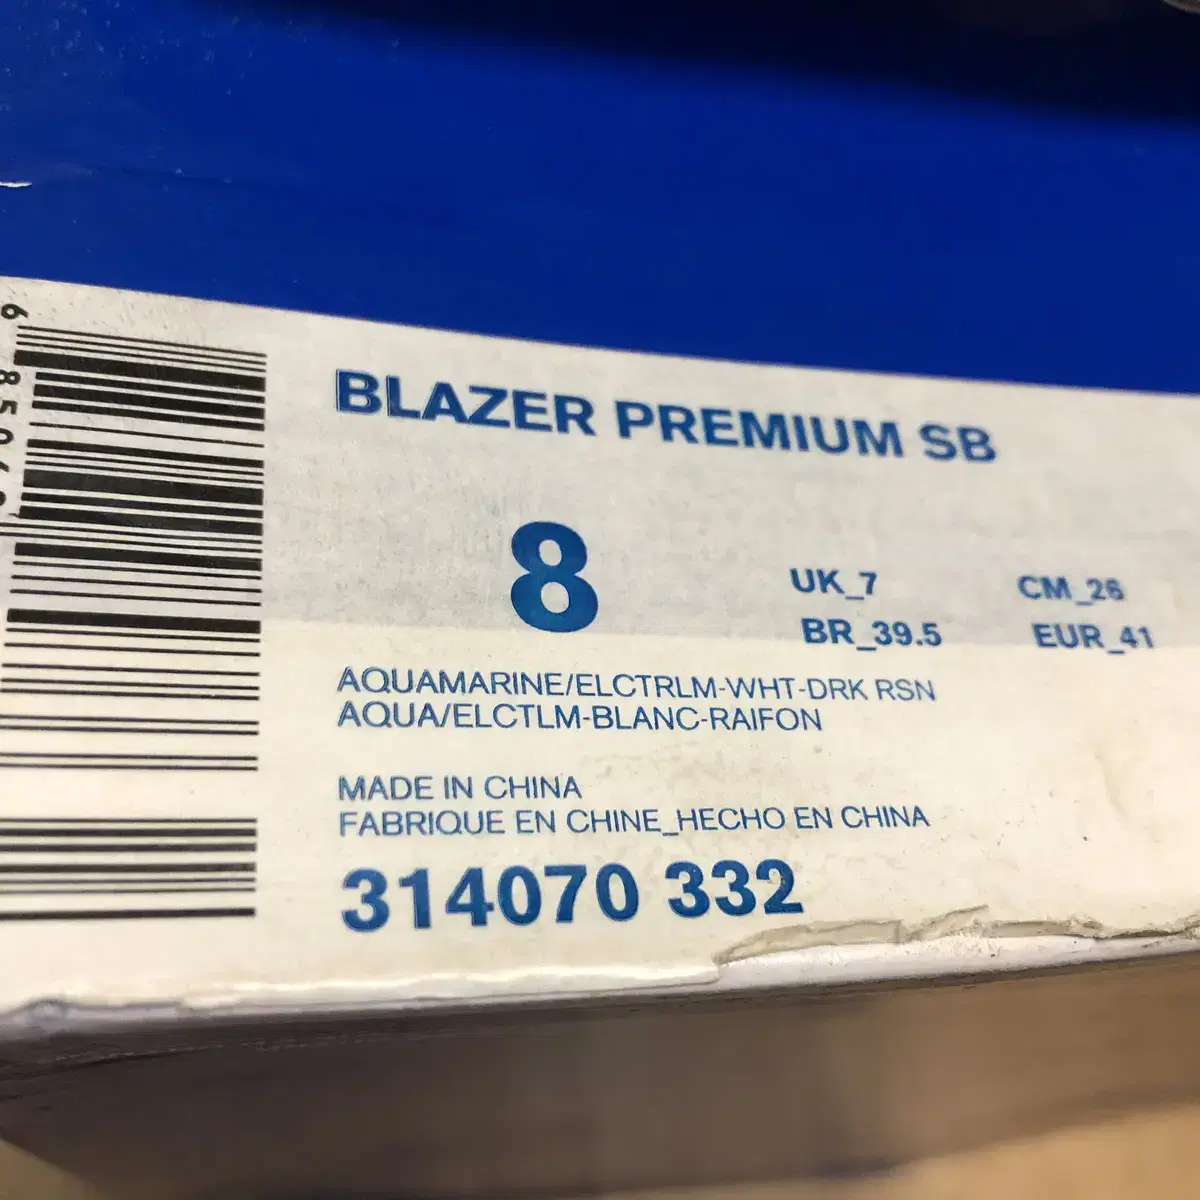 BLAZER PREMIUM SB
8
UK_7 CM_26
BR_39.5 EUR_41
AQUAMARINE/ELCTRLM-WHT-DRK RSN
AQUA/ELCTLM-BLANC-RAIFON
MADE IN CHINA
FABRIQUE EN CHINE_HECHO EN CHINA
314070 332